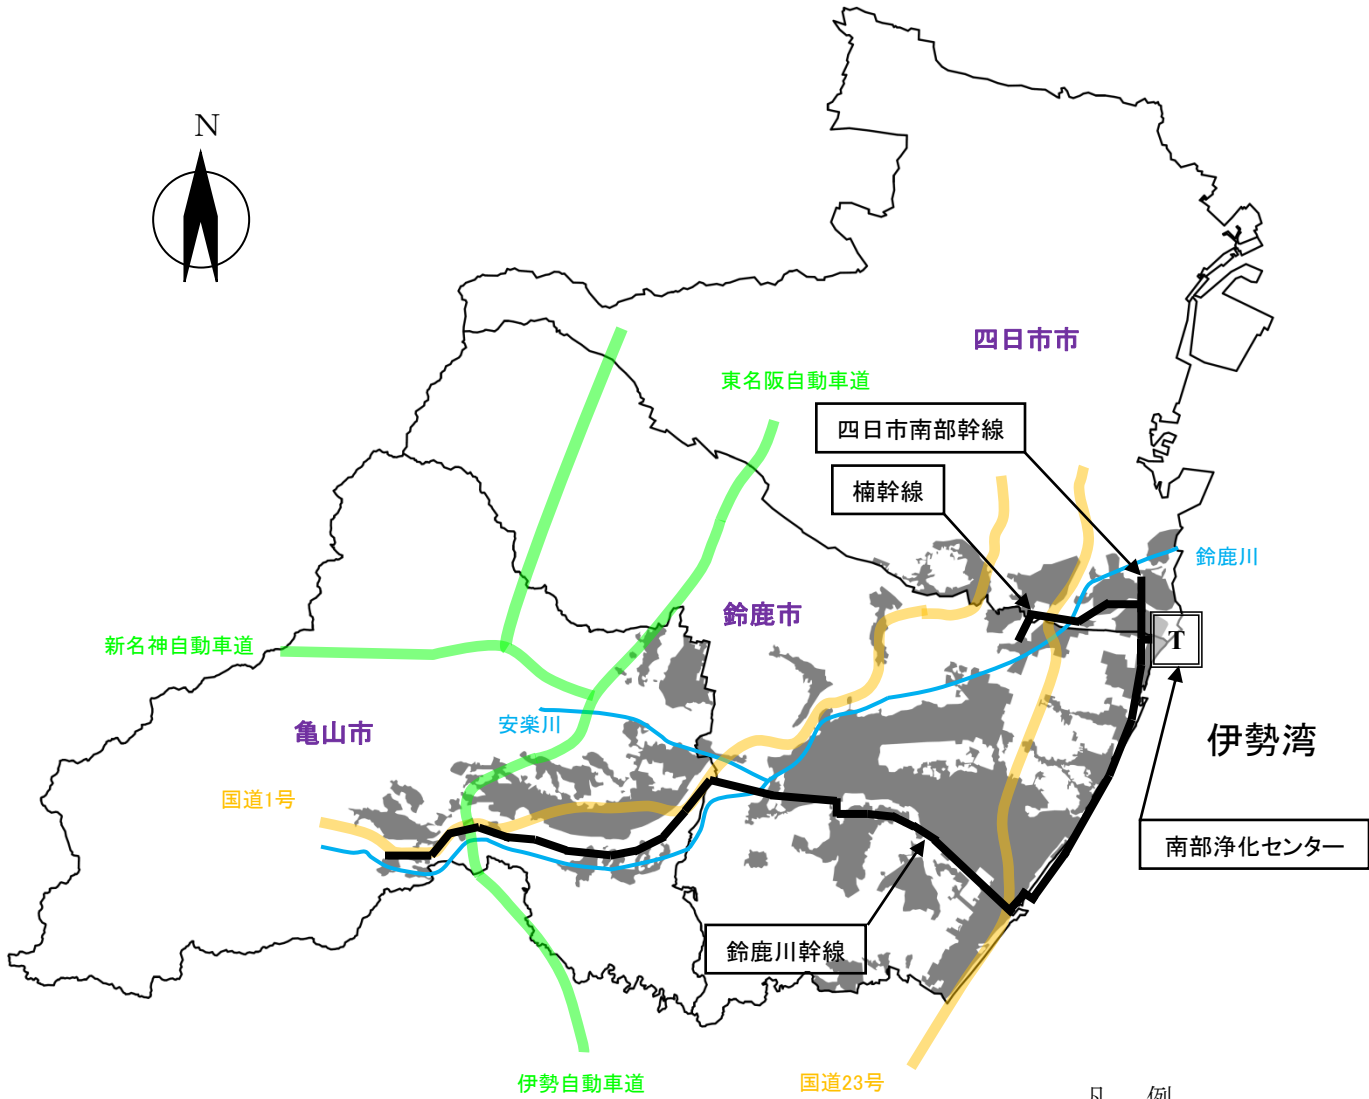 N
四日市市
東名阪自動車道
四日市南部幹線
楠幹線
鈴鹿川
鈴鹿市
新名神自動車道
T
亀山市
安楽川
伊勢湾
国道1号
南部浄化センター
鈴鹿川幹線
伊勢自動車道
国道23号
凡 例